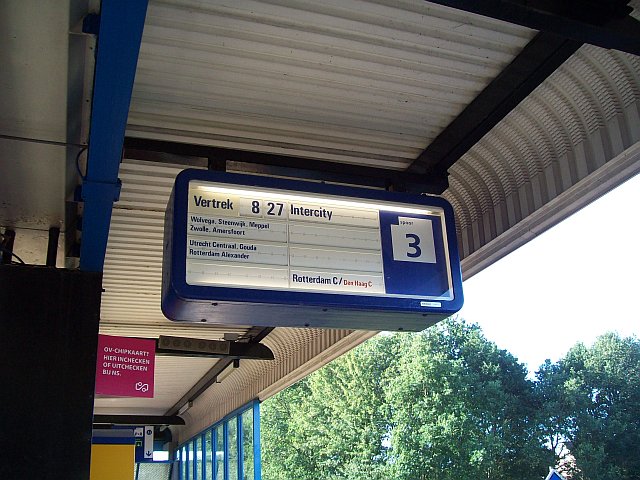 Vertrek 8 27 Intercity
Wolvega, Steenwijk, Meppel
Zwolle, Amersfoort
Utrecht Centraal, Gouda
Rotterdam Alexander
Rotterdam C/Den Haag C
spoor
3
OV-CHIPKAART?
HIER INCHECKEN
OF UITCHECKEN
BIJ NS.